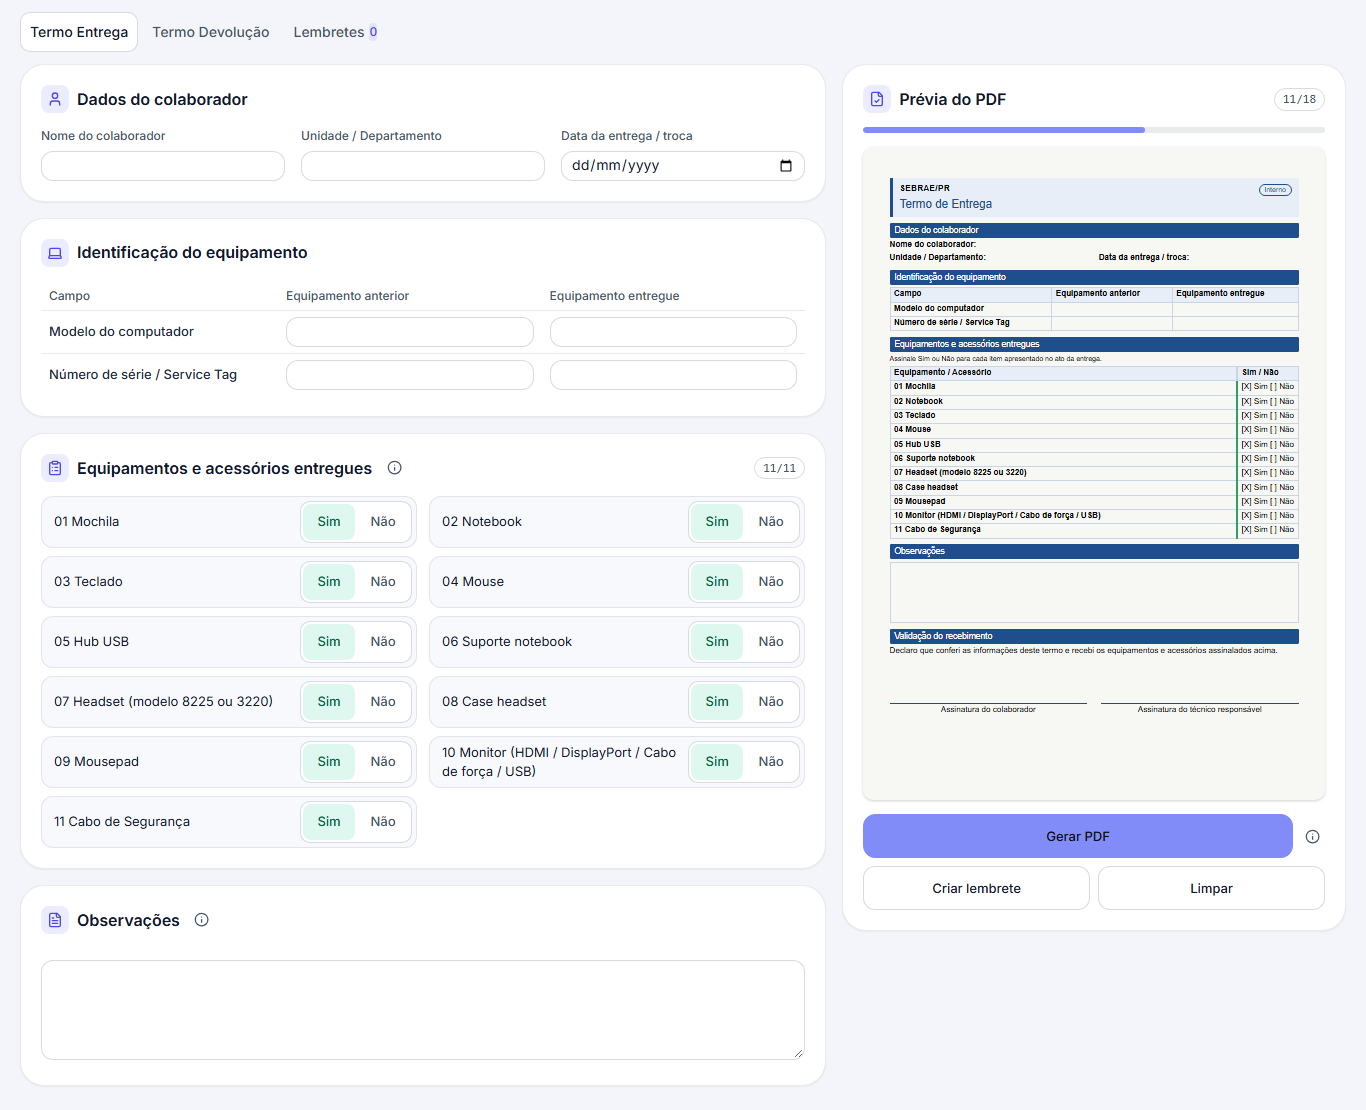 Termo Entrega
Termo Devolução
Lembretes 0
Dados do colaborador
Nome do colaborador
Unidade / Departamento
Data da entrega / troca
dd/mm/yyyy
Identificação do equipamento
Campo
Equipamento anterior
Equipamento entregue
Modelo do computador
Número de série / Service Tag
Equipamentos e acessórios entregues
11/11
01 Mochila
Sim Não
02 Notebook
Sim Não
03 Teclado
Sim Não
04 Mouse
Sim Não
05 Hub USB
Sim Não
06 Suporte notebook
Sim Não
07 Headset (modelo 8225 ou 3220)
Sim Não
08 Case headset
Sim Não
09 Mousepad
Sim Não
10 Monitor (HDMI / DisplayPort / Cabo
de força / USB)
Sim Não
11 Cabo de Segurança
Sim Não
Observações
Prévia do PDF
11/18
SEBRAE/PR
Interno
Termo de Entrega
Dados do colaborador
Nome do colaborador:
Unidade / Departamento:
Data da entrega / troca:
Identificação do equipamento
Campo
Equipamento anterior
Equipamento entregue
Modelo do computador
Número de série / Service Tag
Equipamentos e acessórios entregues
Assinale Sim ou Não para cada item apresentado no ato da entrega.
Equipamento / Acessório
Sim / Não
01 Mochila
[X] Sim [ ] Não
02 Notebook
[X] Sim [ ] Não
03 Teclado
[X] Sim [ ] Não
04 Mouse
[X] Sim [ ] Não
05 Hub USB
[X] Sim [ ] Não
06 Suporte notebook
[X] Sim [ ] Não
07 Headset (modelo 8225 ou 3220)
[X] Sim [ ] Não
08 Case headset
[X] Sim [ ] Não
09 Mousepad
[X] Sim [ ] Não
10 Monitor (HDMI / DisplayPort / Cabo de força / USB)
[X] Sim [ ] Não
11 Cabo de Segurança
[X] Sim [ ] Não
Observações
Validação do recebimento
Declaro que conferi as informações deste termo e recebi os equipamentos e acessórios assinalados acima.
Assinatura do colaborador
Assinatura do técnico responsável
Gerar PDF
Criar lembrete
Limpar